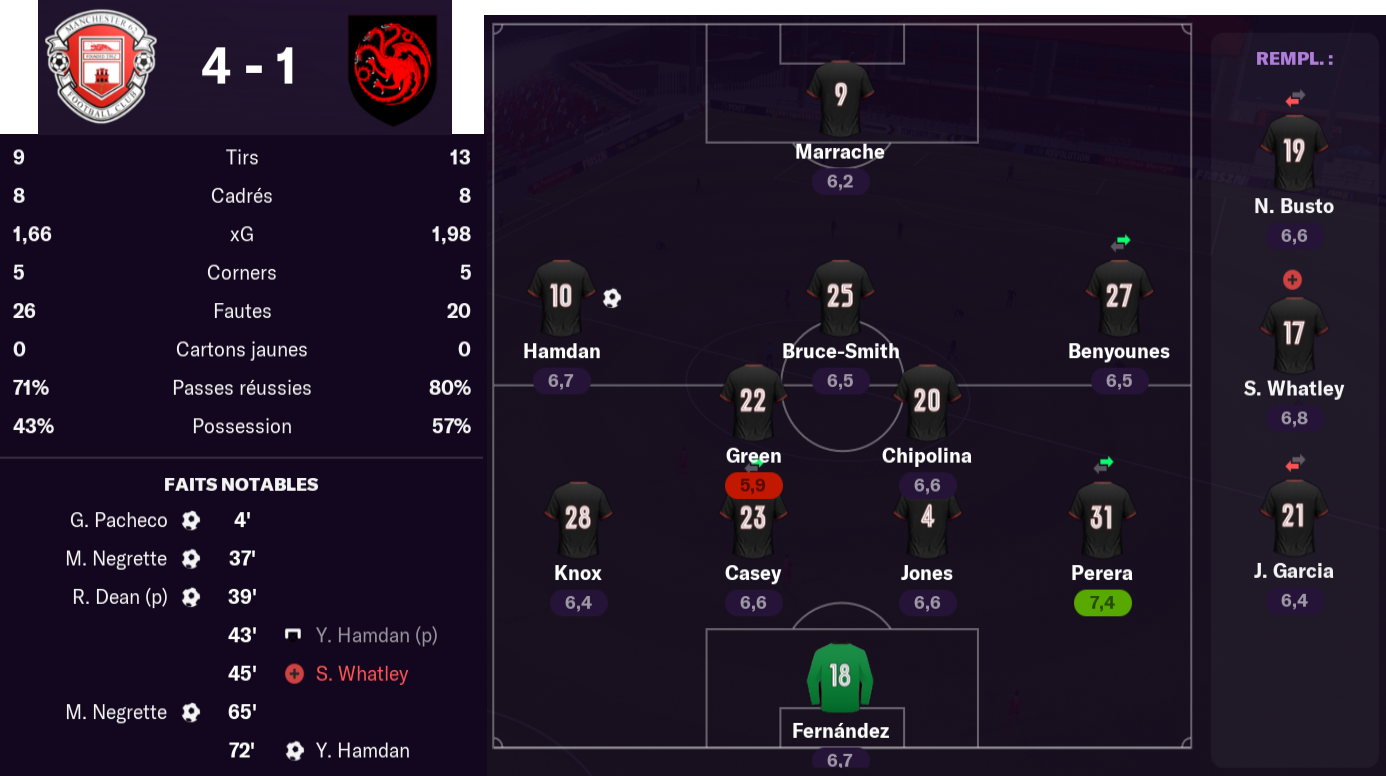 MANCHESTER 62
FOOTBALL CLUB
4 - 1
9 Tirs 13
8 Cadrés 8
1,66 xG 1,98
5 Corners 5
26 Fautes 20
0 Cartons jaunes 0
71% Passes réussies 80%
43% Possession 57%
FAITS NOTABLES
G. Pacheco 4'
M. Negrette 37'
R. Dean (p) 39'
43' Y. Hamdan (p)
45' S. Whatley
M. Negrette 65'
72' Y. Hamdan
9
Marrache
6,2
10 25 27
Hamdan Bruce-Smith Benyounes
6,7 6,5 6,5
22 20
Green Chipolina
5,9 6,6
28 23 4 31
Knox Casey Jones Perera
6,4 6,6 6,6 7,4
18
Fernández
6,7
REMPL. :
19
N. Busto
6,6
17
S. Whatley
6,8
21
J. Garcia
6,4